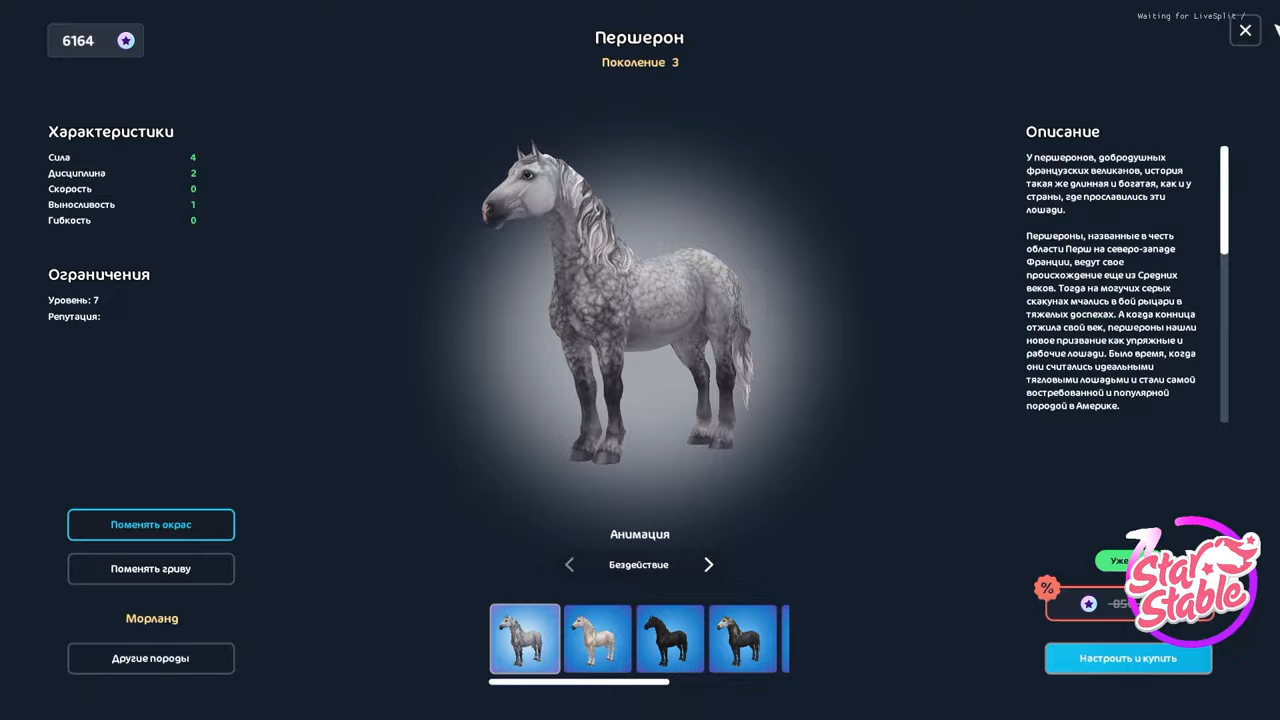 Waiting for LiveSplit /
6164
Першерон
Поколение 3
Характеристики
Сила 4
Дисциплина 2
Скорость 0
Выносливость 1
Гибкость 0
Ограничения
Уровень: 7
Репутация:
Описание
У першеронов, добродушных
французских великанов, история
такая же длинная и богатая, как и у
страны, где прославились эти
лошади.
Першероны, названные в честь
области Перш на северо-западе
Франции, ведут свое
происхождение еще из Средних
веков. Тогда на могучих серых
скакунах мчались в бой рыцари в
тяжелых доспехах. А когда конница
отжила свой век, першероны нашли
новое призвание как упряжные и
рабочие лошади. Было время, когда
они считались идеальными
тягловыми лошадьми и стали самой
востребованной и популярной
породой в Америке.
Поменять окрас
Поменять гриву
Морланд
Другие породы
Анимация
Бездействие
Уже
%
Star
Stable
Настроить и купить